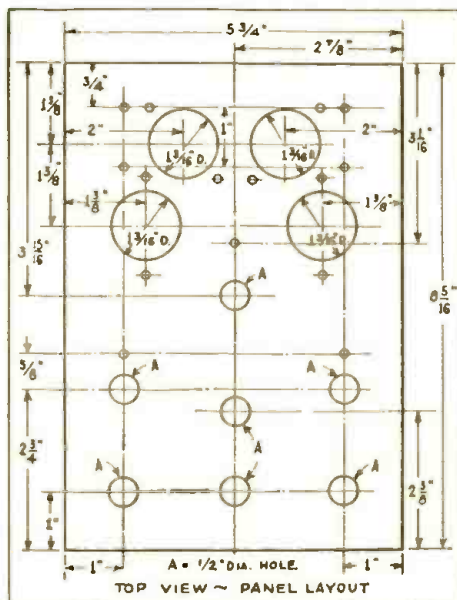 5 3/4"
2 7/8"
3/4"
1 3/8"
2"
1"
2"
3 1/16"
1 3/16" D.
1 3/16" D.
1 3/8"
1 3/8"
1 3/8"
1 3/16" D.
1 3/16" D.
3 15/16"
A
8 5/16"
5/8"
A
A
2 3/4"
A
A
A
2 3/8"
1"
1"
1"
A = 1/2" DIA. HOLE.
TOP VIEW ~ PANEL LAYOUT